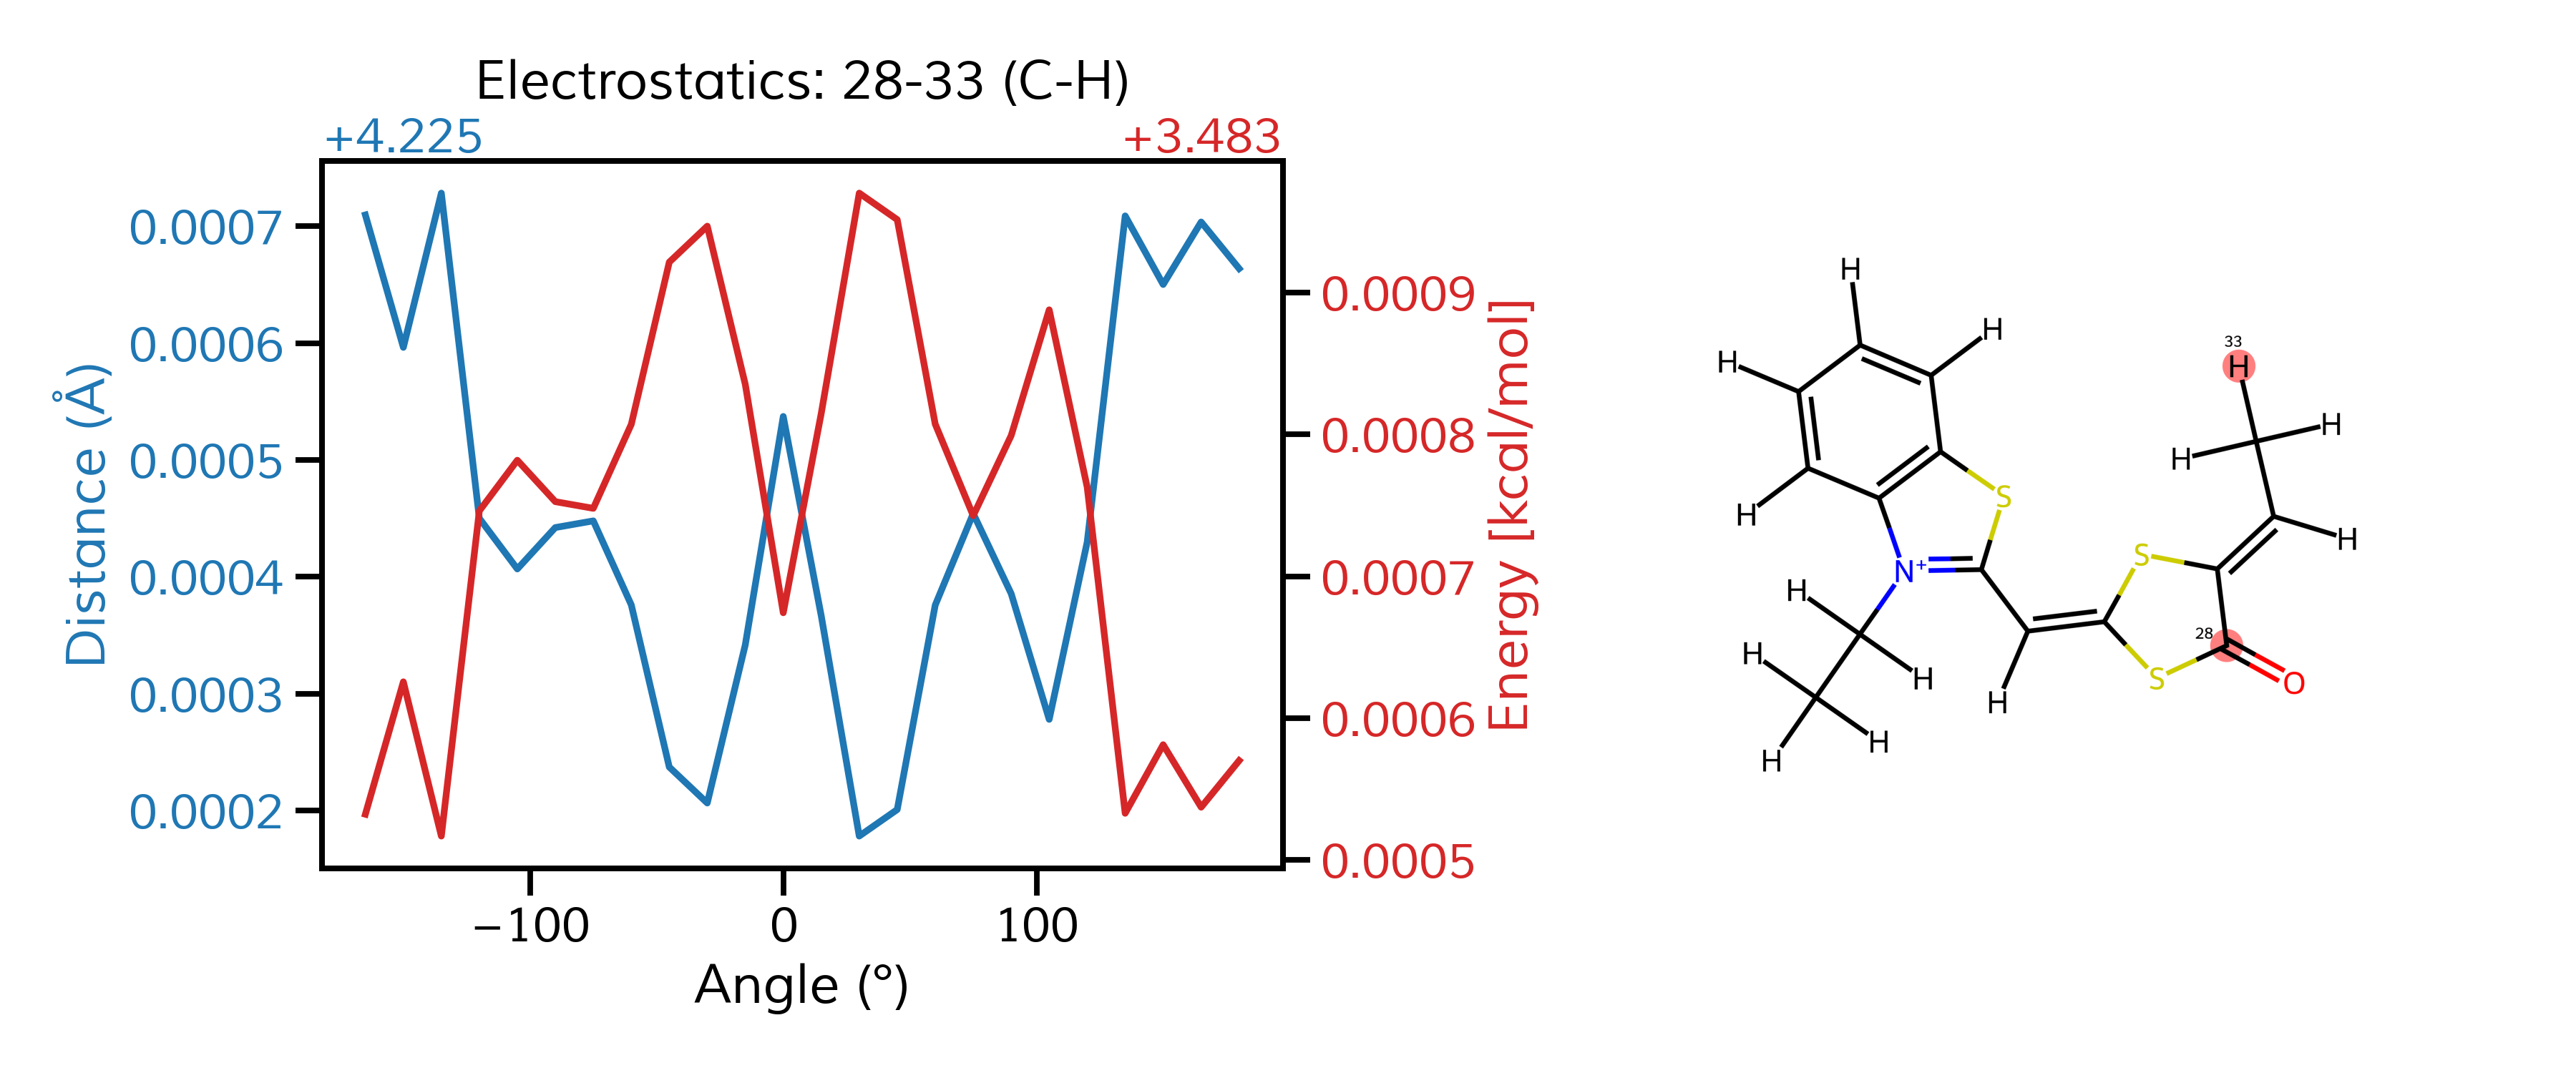 Electrostatics: 28-33 (C-H)
+4.225
+3.483
0.0007
0.0006
0.0005
0.0004
0.0003
0.0002
Distance (Å)
0.0009
0.0008
0.0007
0.0006
0.0005
Energy [kcal/mol]
−100
0
100
Angle (°)
H
H
33
H
H
H
H
H
S
H
H
S
N+
H
28
H
S
H
O
H
H
H